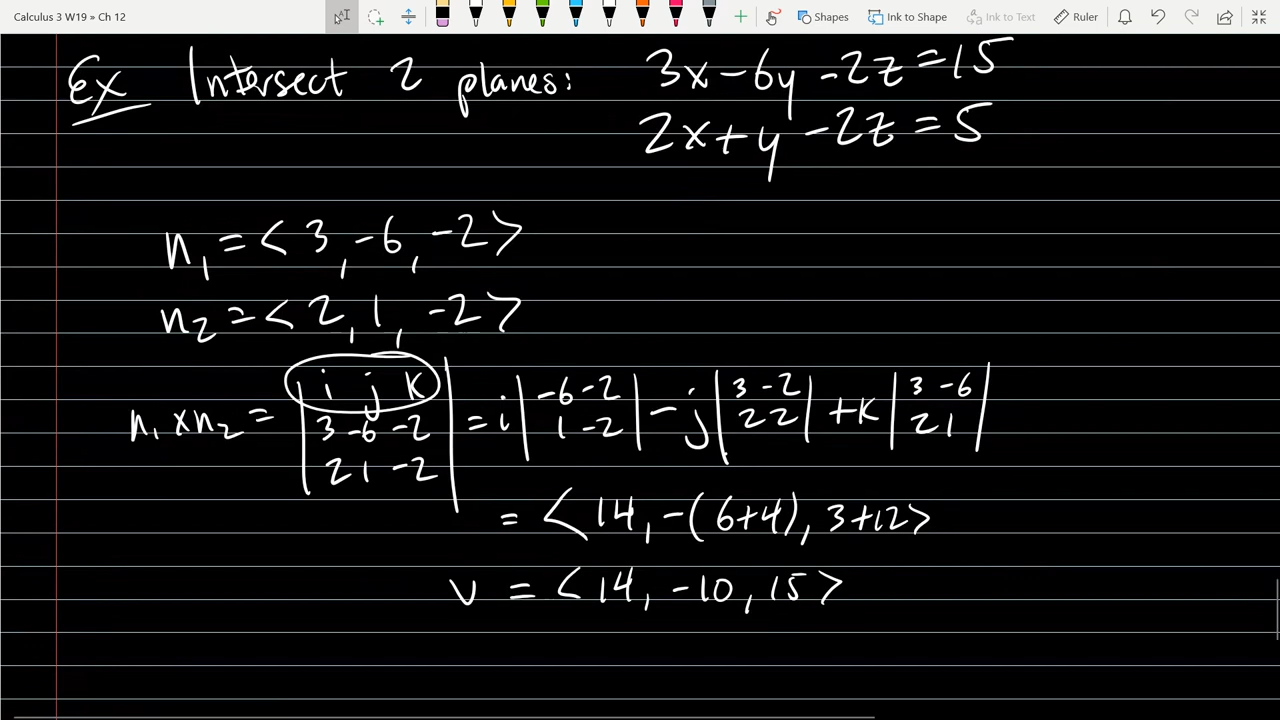 Calculus 3 W19 » Ch 12
Shapes Ink to Shape Ink to Text Ruler
Ex Intersect 2 planes: 3x-6y-2z=15
2x+y-2z=5
n₁ = <3, -6, -2>
n₂ = <2, 1, -2>
n₁ x n₂ = | i j k | = i | -6 -2 | - j | 3 -2 | + k | 3 -6 |
| 3 -6 -2 | | 1 -2 | | 2 2 | | 2 1 |
| 2 1 -2 |
= <14, -(6+4), 3+12>
v = <14, -10, 15>